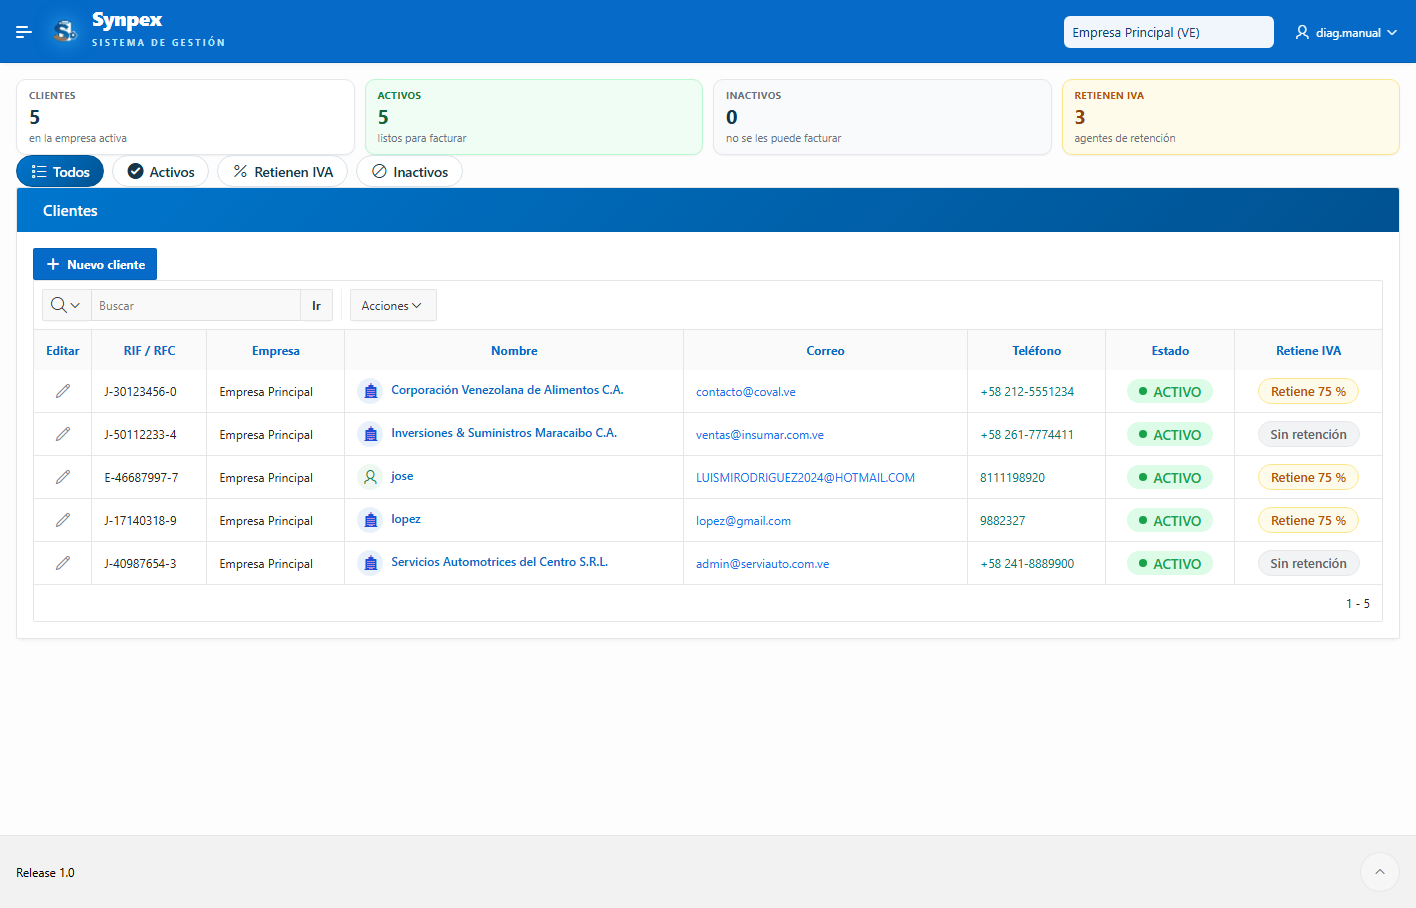 Synpex
SISTEMA DE GESTIÓN
Empresa Principal (VE)
diag.manual
CLIENTES
5
en la empresa activa
ACTIVOS
5
listos para facturar
INACTIVOS
0
no se les puede facturar
RETIENEN IVA
3
agentes de retención
Todos
Activos
Retienen IVA
Inactivos
Clientes
Nuevo cliente
Buscar
Ir
Acciones
Editar RIF / RFC Empresa Nombre Correo Teléfono Estado Retiene IVA
J-30123456-0 Empresa Principal Corporación Venezolana de Alimentos C.A. contacto@coval.ve +58 212-5551234 ACTIVO Retiene 75 %
J-50112233-4 Empresa Principal Inversiones & Suministros Maracaibo C.A. ventas@insumar.com.ve +58 261-7774411 ACTIVO Sin retención
E-46687997-7 Empresa Principal jose LUISMIRODRIGUEZ2024@HOTMAIL.COM 8111198920 ACTIVO Retiene 75 %
J-17140318-9 Empresa Principal lopez lopez@gmail.com 9882327 ACTIVO Retiene 75 %
J-40987654-3 Empresa Principal Servicios Automotrices del Centro S.R.L. admin@serviauto.com.ve +58 241-8889900 ACTIVO Sin retención
1 - 5
Release 1.0